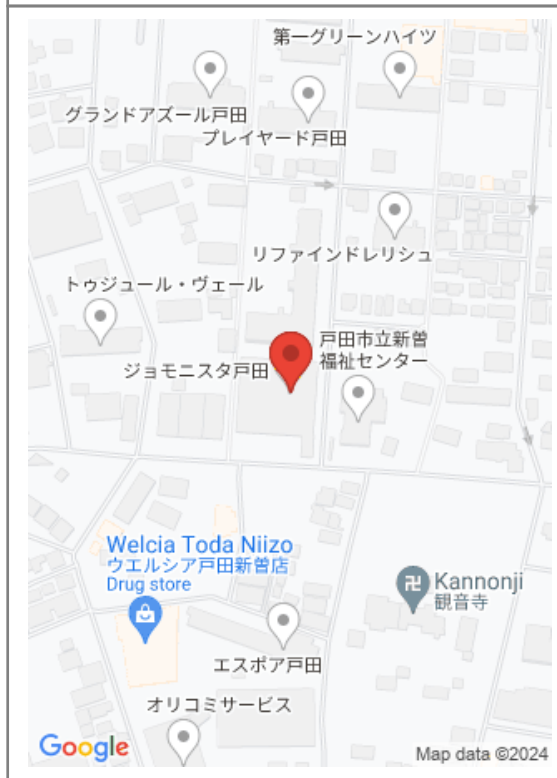 第一グリーンハイツ
グランドアズール戸田
プレイヤード戸田
リファインドレリシュ
トゥジュール・ヴェール
戸田市立新曽
福祉センター
ジョモニスタ戸田
Welcia Toda Niizo
ウエルシア戸田新曽店
Drug store
卍
Kannonji
観音寺
エスポア戸田
オリコミサービス
Google
Map data ©2024